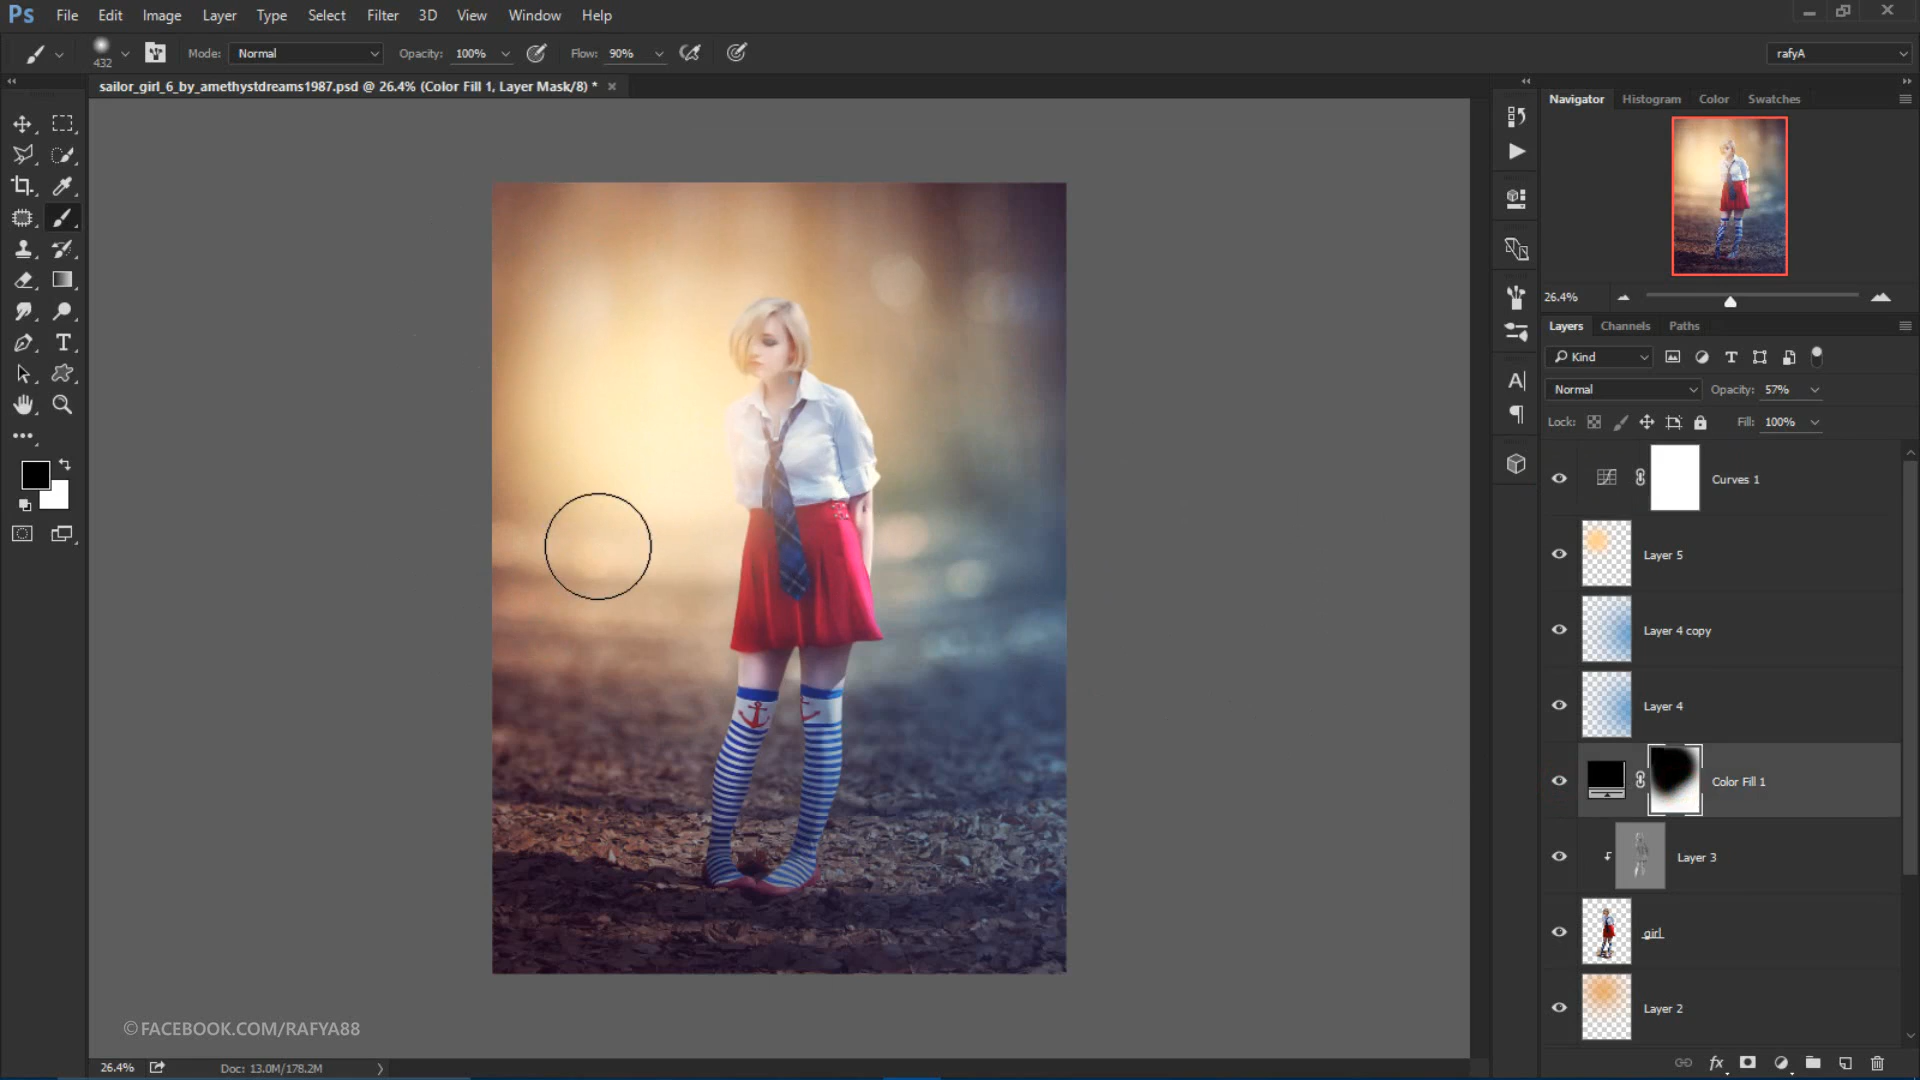 Ps File Edit Image Layer Type Select Filter 3D View Window Help
432 Mode: Normal Opacity: 100% Flow: 90% rafyA
sailor_girl_6_by_amethystdreams1987.psd @ 26.4% (Color Fill 1, Layer Mask/8) * ×
Navigator Histogram Color Swatches
26.4%
Layers Channels Paths
Kind
Normal Opacity: 57%
Lock: Fill: 100%
Curves 1
Layer 5
Layer 4 copy
Layer 4
Color Fill 1
Layer 3
girl
Layer 2
fx
©FACEBOOK.COM/RAFYA88
26.4% Doc: 13.0M/178.2M